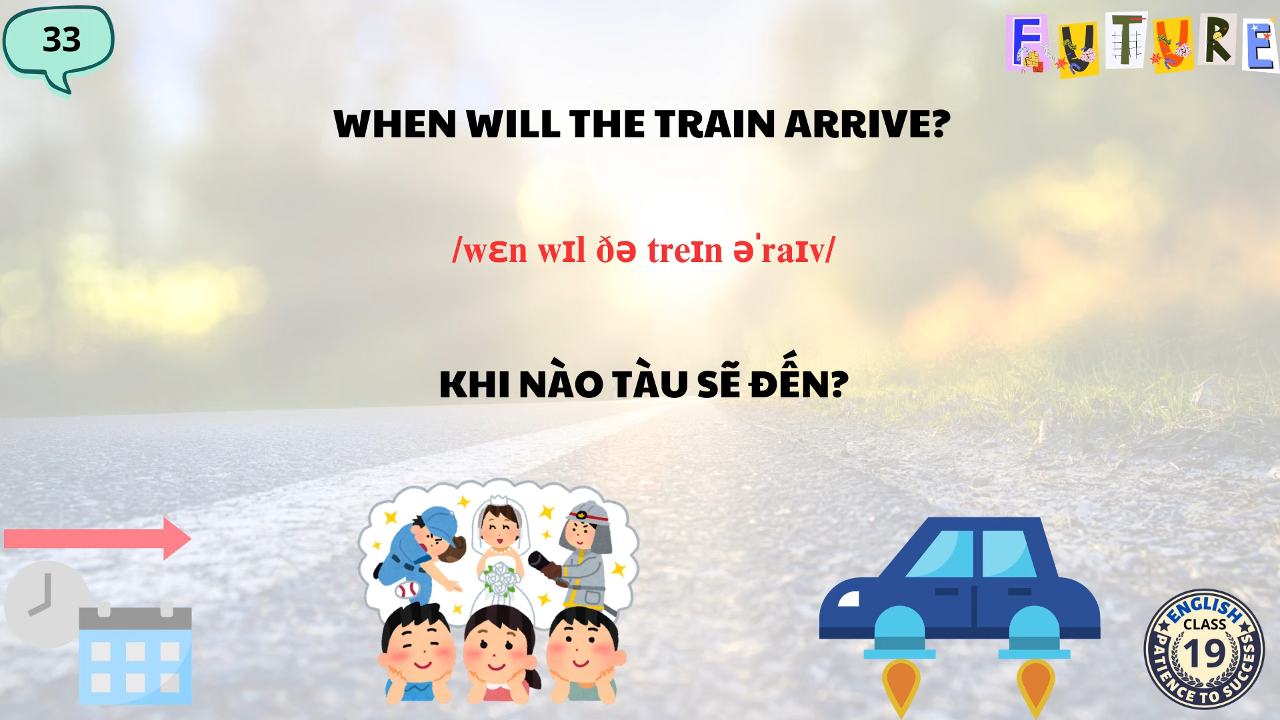 33
FUTURE
WHEN WILL THE TRAIN ARRIVE?
/wɛn wɪl ðə treɪn əˈraɪv/
KHI NÀO TÀU SẼ ĐẾN?
ENGLISH
CLASS
19
PATIENCE TO SUCCESS